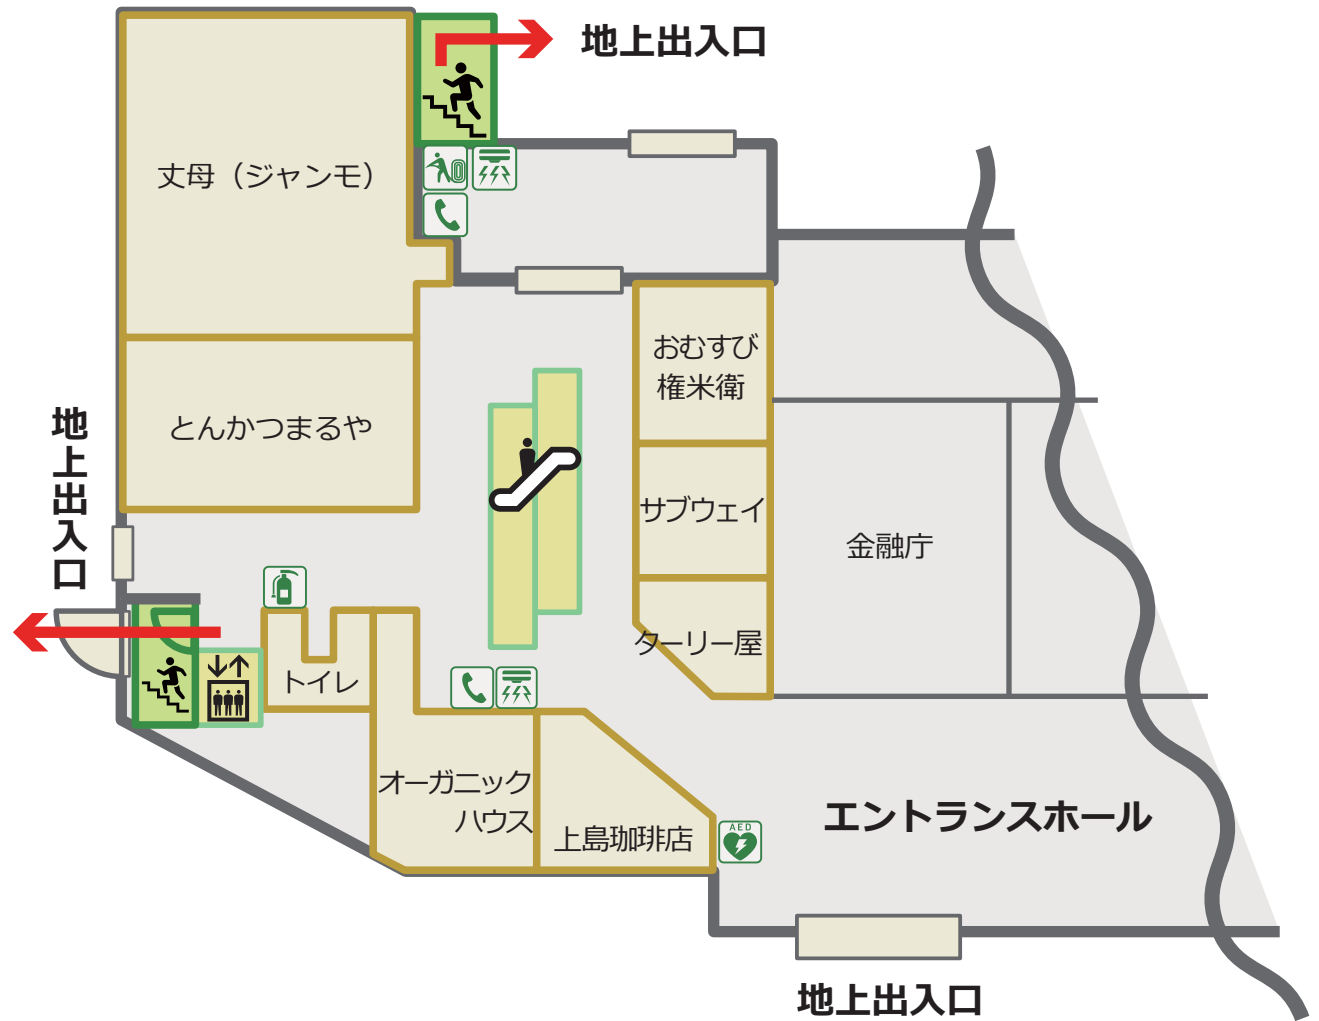 地上出入口
丈母（ジャンモ）
おむすび
権米衛
とんかつまるや
地上出入口
サブウェイ
金融庁
ターリー屋
トイレ
オーガニック
ハウス
上島珈琲店
AED
エントランスホール
地上出入口